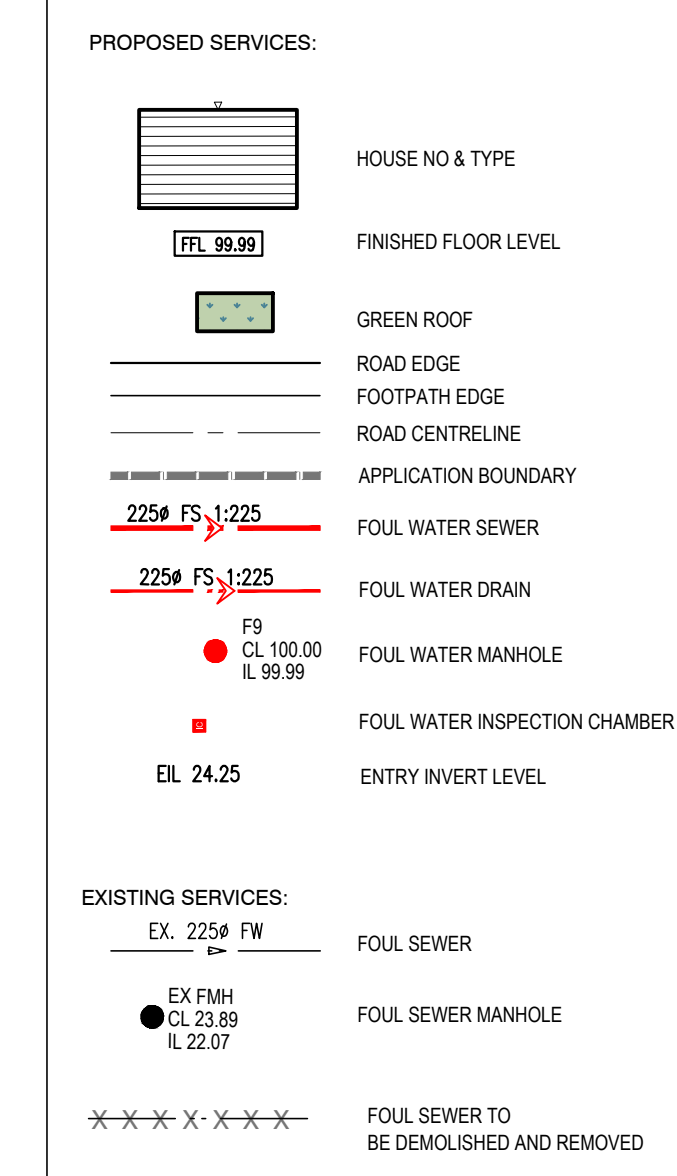 PROPOSED SERVICES:
HOUSE NO & TYPE
FFL 99.99
FINISHED FLOOR LEVEL
GREEN ROOF
ROAD EDGE
FOOTPATH EDGE
ROAD CENTRELINE
APPLICATION BOUNDARY
225ø FS 1:225
FOUL WATER SEWER
225ø FS 1:225
FOUL WATER DRAIN
F9
CL 100.00
IL 99.99
FOUL WATER MANHOLE
FOUL WATER INSPECTION CHAMBER
EIL 24.25
ENTRY INVERT LEVEL
EXISTING SERVICES:
EX. 225ø FW
FOUL SEWER
EX FMH
CL 23.89
IL 22.07
FOUL SEWER MANHOLE
X X X X - X X X
FOUL SEWER TO
BE DEMOLISHED AND REMOVED